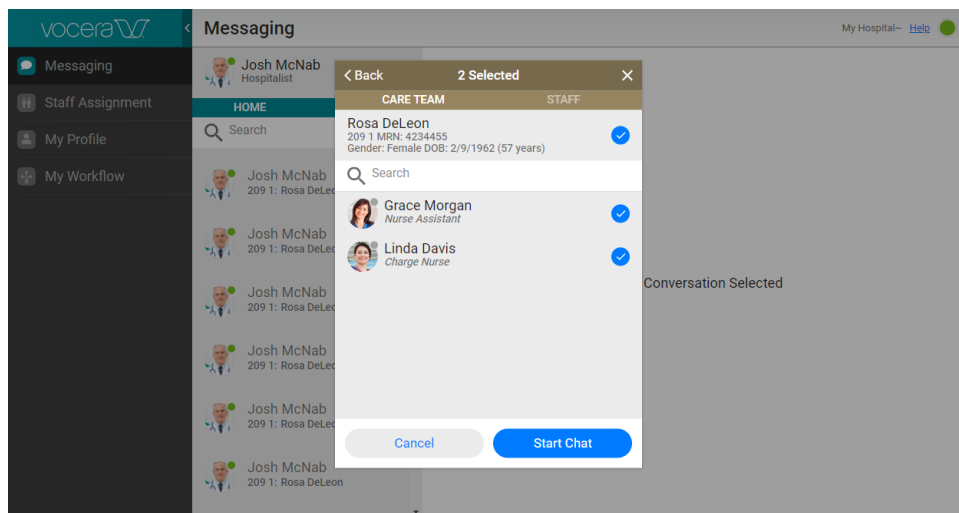 vocera
Messaging
My Hospital~ Help
Messaging
Staff Assignment
My Profile
My Workflow
Josh McNab
Hospitalist
HOME
Search
Josh McNab
209 1: Rosa DeLeo
Josh McNab
209 1: Rosa DeLeo
Josh McNab
209 1: Rosa DeLeo
Josh McNab
209 1: Rosa DeLeo
Josh McNab
209 1: Rosa DeLeo
Josh McNab
209 1: Rosa DeLeon
Back 2 Selected
CARE TEAM STAFF
Rosa DeLeon
209 1 MRN: 4234455
Gender: Female DOB: 2/9/1962 (57 years)
Search
Grace Morgan
Nurse Assistant
Linda Davis
Charge Nurse
Cancel Start Chat
Conversation Selected